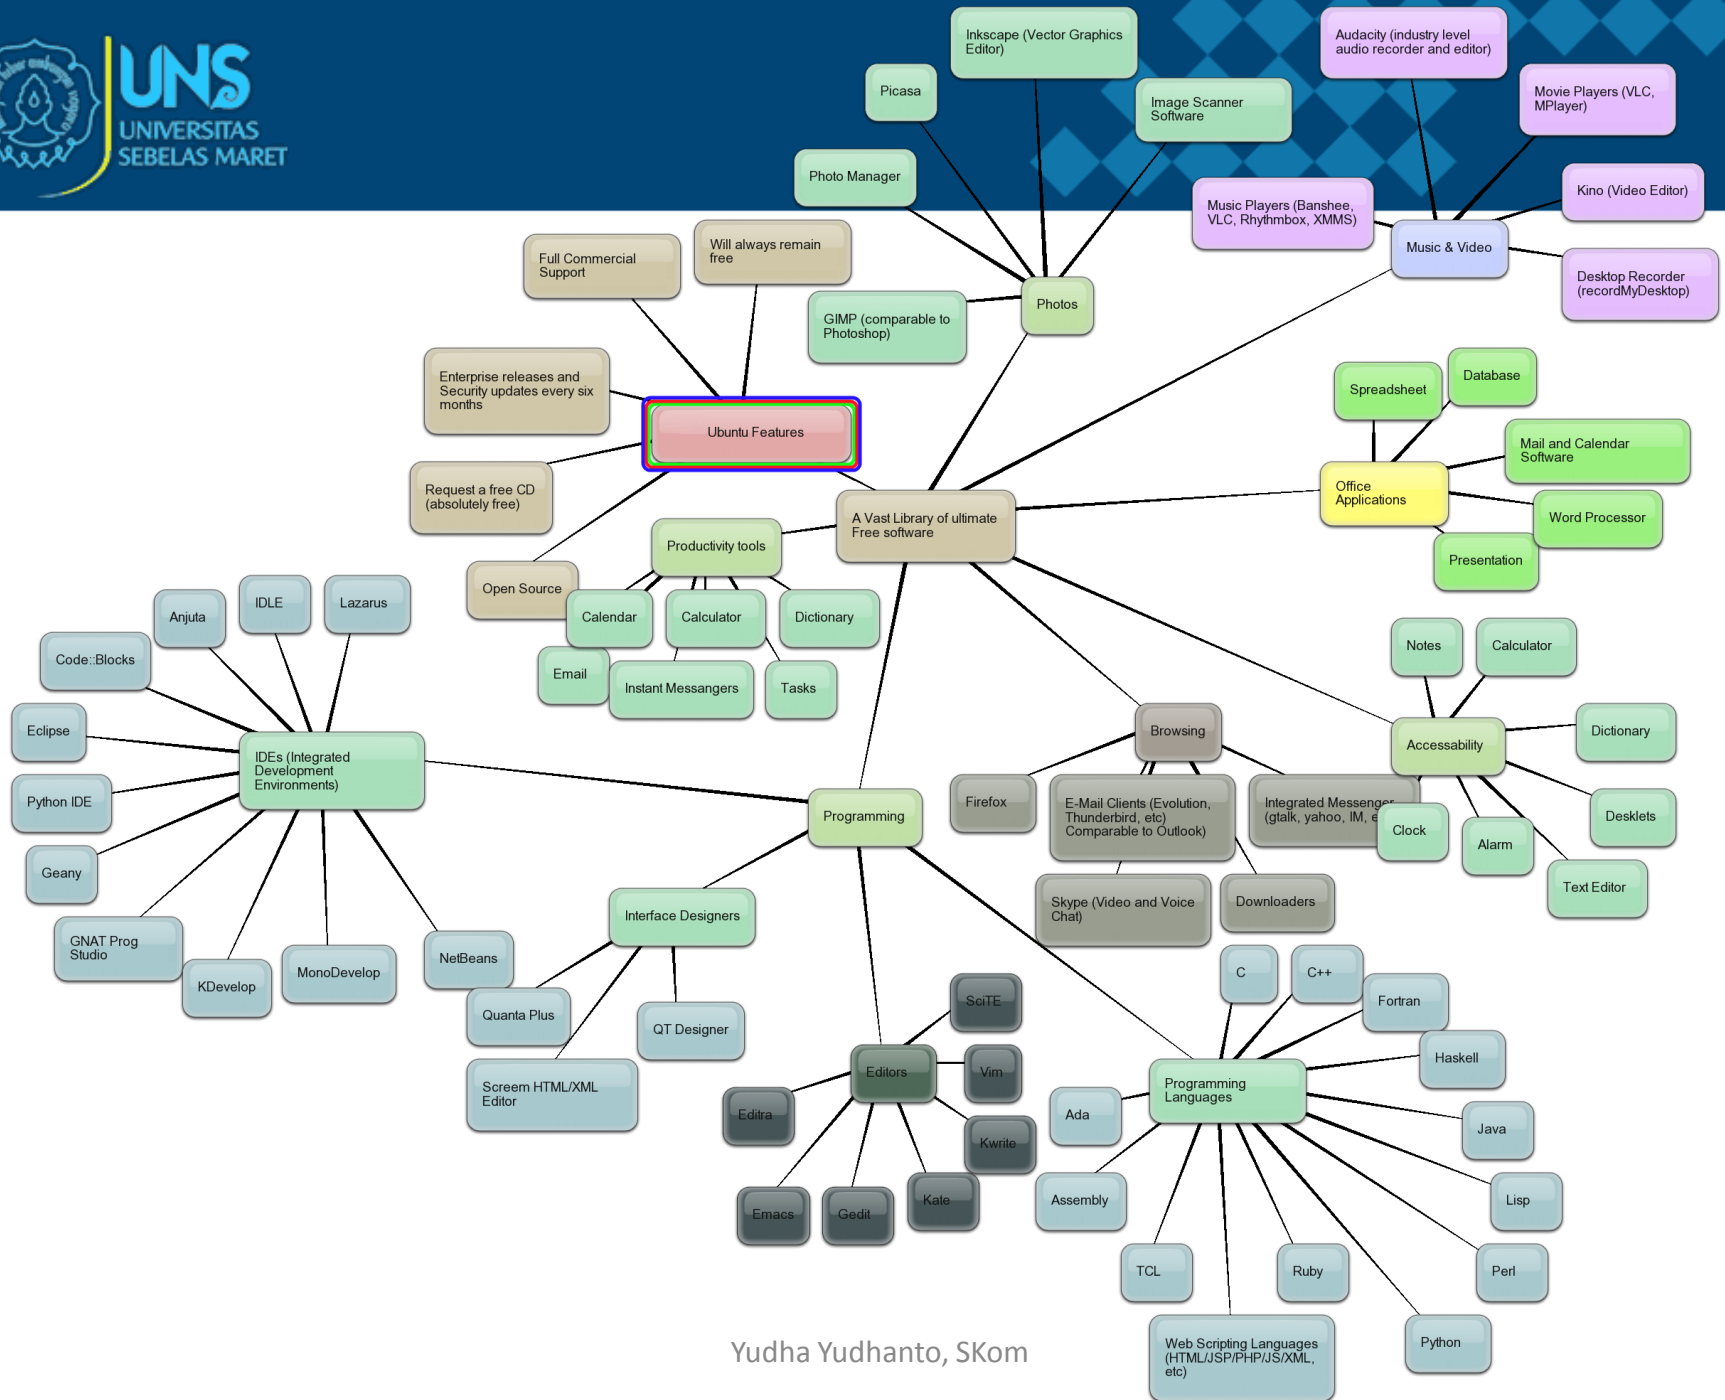 UNS
UNIVERSITAS
SEBELAS MARET
Inkscape (Vector Graphics
Editor)
Picasa
Image Scanner
Software
Photo Manager
GIMP (comparable to
Photoshop)
Photos
Audacity (industry level
audio recorder and editor)
Movie Players (VLC,
MPlayer)
Kino (Video Editor)
Music Players (Banshee,
VLC, Rhythmbox, XMMS)
Music & Video
Desktop Recorder
(recordMyDesktop)
Full Commercial
Support
Will always remain
free
Enterprise releases and
Security updates every six
months
Ubuntu Features
Request a free CD
(absolutely free)
Open Source
A Vast Library of ultimate
Free software
Spreadsheet
Database
Mail and Calendar
Software
Office
Applications
Word Processor
Presentation
Productivity tools
Calendar
Calculator
Dictionary
Email
Instant Messangers
Tasks
Notes
Calculator
Accessability
Dictionary
Desklets
Clock
Alarm
Text Editor
Browsing
Firefox
E-Mail Clients (Evolution,
Thunderbird, etc)
Comparable to Outlook)
Integrated Messenger
(gtalk, yahoo, IM, e
Skype (Video and Voice
Chat)
Downloaders
Anjuta
IDLE
Lazarus
Code::Blocks
Eclipse
IDEs (Integrated
Development
Environments)
Python IDE
Geany
GNAT Prog
Studio
KDevelop
MonoDevelop
NetBeans
Programming
Interface Designers
Quanta Plus
QT Designer
Screem HTML/XML
Editor
SciTE
Editors
Vim
Editra
Kwrite
Emacs
Gedit
Kate
C
C++
Fortran
Haskell
Programming
Languages
Ada
Java
Assembly
Lisp
TCL
Ruby
Perl
Web Scripting Languages
(HTML/JSP/PHP/JS/XML,
etc)
Python
Yudha Yudhanto, SKom